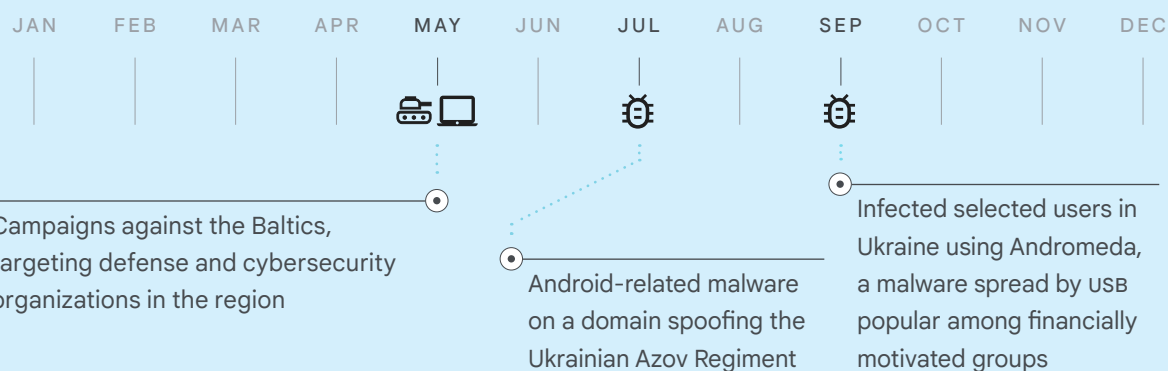 JAN FEB MAR APR MAY JUN JUL AUG SEP OCT NOV DEC
Campaigns against the Baltics,
targeting defense and cybersecurity
organizations in the region
Android-related malware
on a domain spoofing the
Ukrainian Azov Regiment
Infected selected users in
Ukraine using Andromeda,
a malware spread by USB
popular among financially
motivated groups